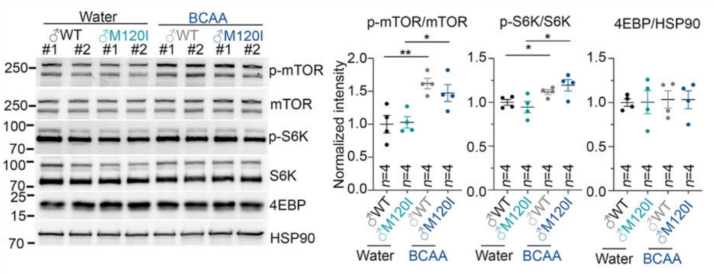 Water BCAA
♂WT ♂M120I ♂WT ♂M120I
#1 #2 #1 #2 #1 #2 #1 #2
250 p-mTOR
250 mTOR
100
70 p-S6K
100
70 S6K
25
15 4EBP
70 HSP90
p-mTOR/mTOR
Normalized intensity
2.0
1.5
1.0
0.5
0.0
** *
n=4 n=4 n=4 n=4
♂WT ♂M120I ♂WT ♂M120I
Water BCAA
p-S6K/S6K
1.5
1.0
0.5
0.0
* *
n=4 n=4 n=4 n=4
♂WT ♂M120I ♂WT ♂M120I
Water BCAA
4EBP/HSP90
1.5
1.0
0.5
0.0
n=4 n=4 n=4 n=4
♂WT ♂M120I ♂WT ♂M120I
Water BCAA